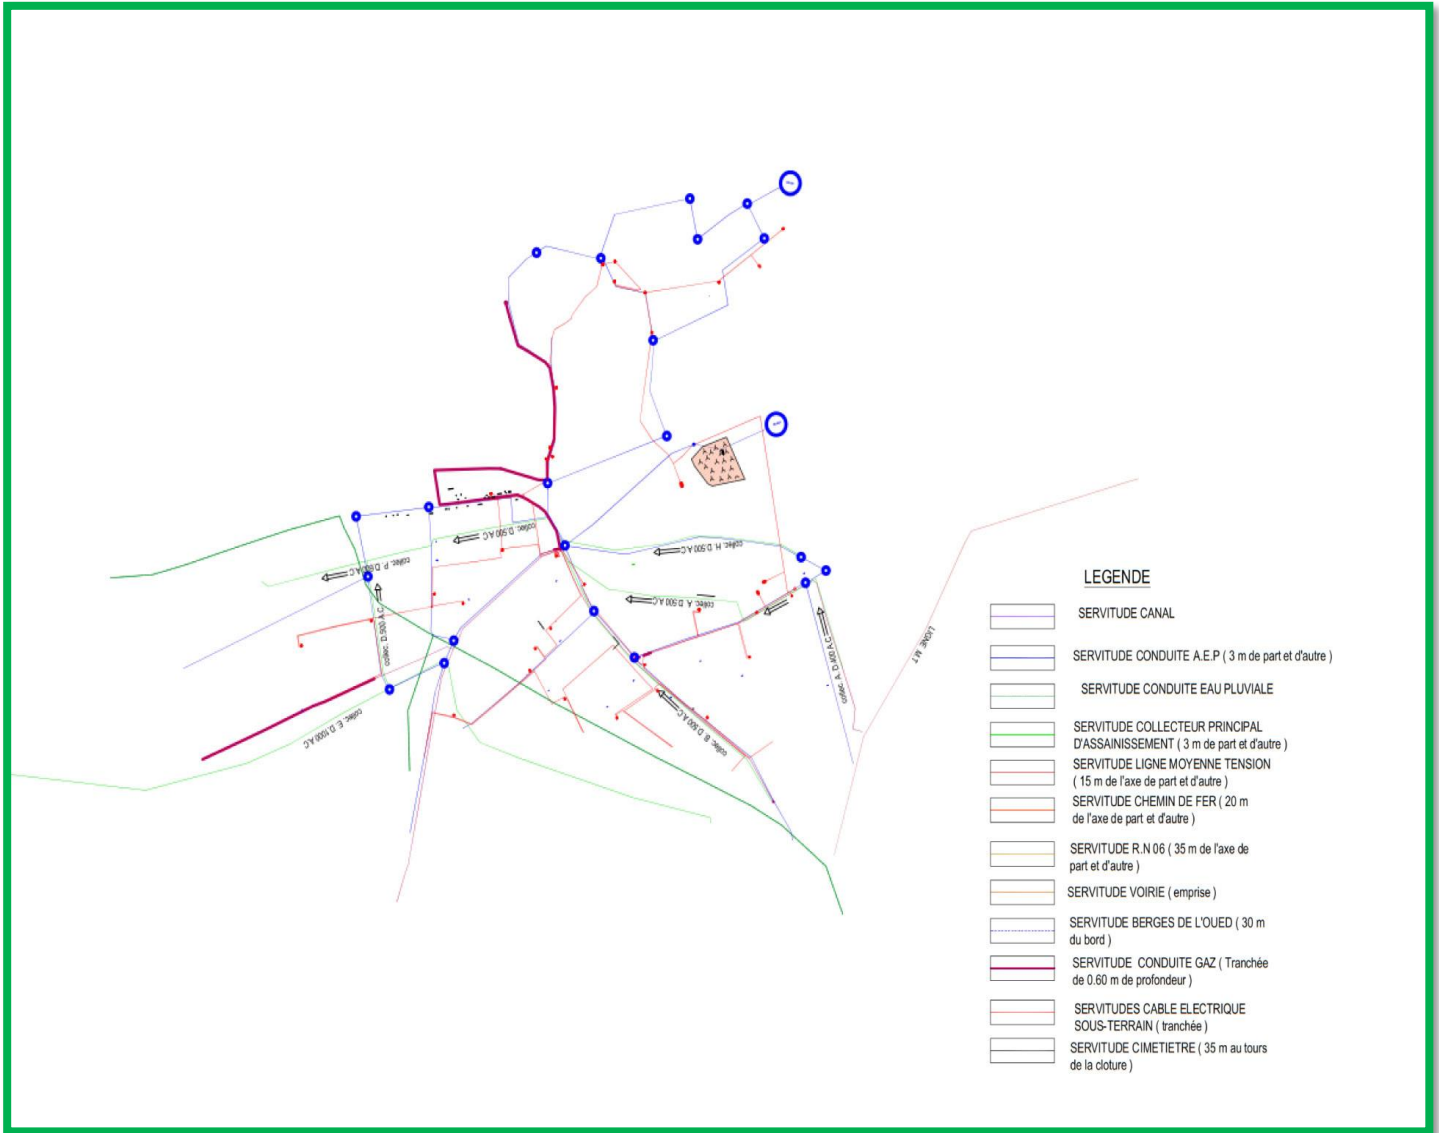 collec. D. 500 A.C
collec. H. D.500 A.C
collec. P. D.600 A.C
collec. A. D.500 A.C
collec. D. 500 A.C
collec. A. D.400 A.C
LIGNE M.T
collec. E. D.1000 A.C
collec. B. D.500 A.C
LEGENDE
SERVITUDE CANAL
SERVITUDE CONDUITE A.E.P ( 3 m de part et d'autre )
SERVITUDE CONDUITE EAU PLUVIALE
SERVITUDE COLLECTEUR PRINCIPAL
D'ASSAINISSEMENT ( 3 m de part et d'autre )
SERVITUDE LIGNE MOYENNE TENSION
( 15 m de l'axe de part et d'autre )
SERVITUDE CHEMIN DE FER ( 20 m
de l'axe de part et d'autre )
SERVITUDE R.N 06 ( 35 m de l'axe de
part et d'autre )
SERVITUDE VOIRIE ( emprise )
SERVITUDE BERGES DE L'OUED ( 30 m
du bord )
SERVITUDE CONDUITE GAZ ( Tranchée
de 0.60 m de profondeur )
SERVITUDES CABLE ELECTRIQUE
SOUS-TERRAIN ( tranchée )
SERVITUDE CIMETIETRE ( 35 m au tours
de la cloture )